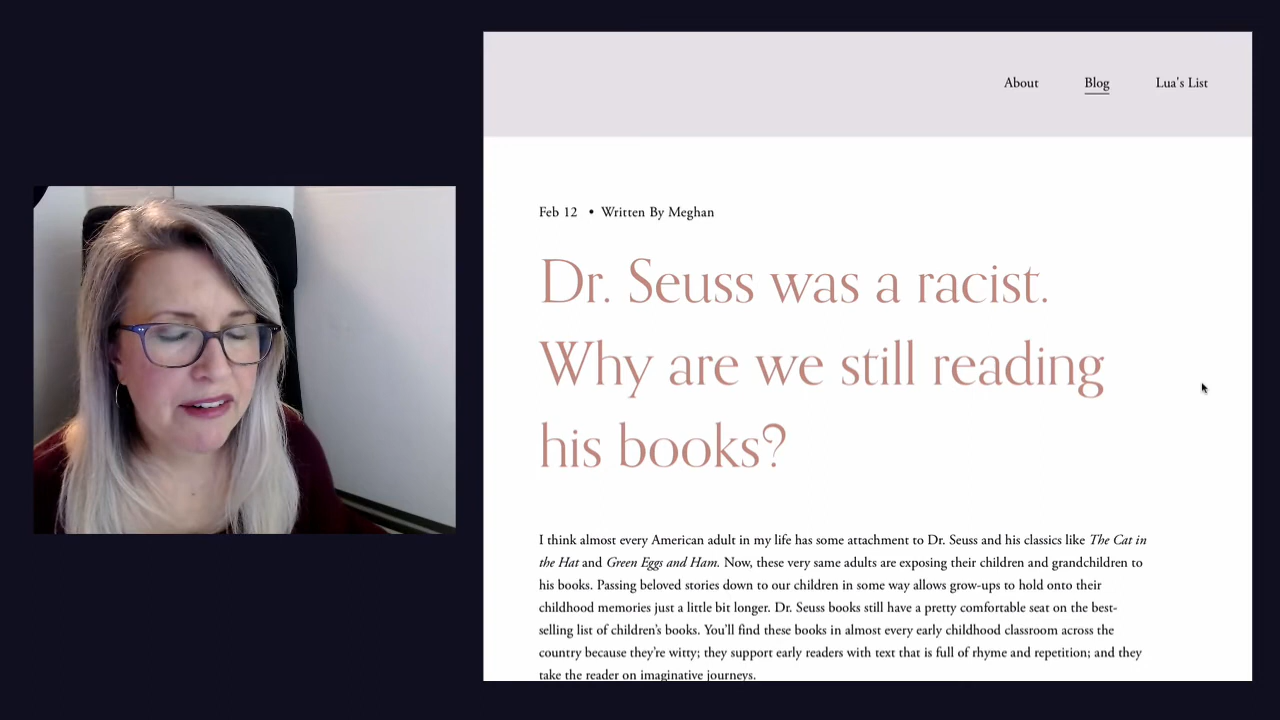 About Blog Lua's List
Feb 12 • Written By Meghan
Dr. Seuss was a racist.
Why are we still reading
his books?
I think almost every American adult in my life has some attachment to Dr. Seuss and his classics like The Cat in
the Hat and Green Eggs and Ham. Now, these very same adults are exposing their children and grandchildren to
his books. Passing beloved stories down to our children in some way allows grow-ups to hold onto their
childhood memories just a little bit longer. Dr. Seuss books still have a pretty comfortable seat on the best-
selling list of children's books. You'll find these books in almost every early childhood classroom across the
country because they're witty; they support early readers with text that is full of rhyme and repetition; and they
take the reader on imaginative journeys.